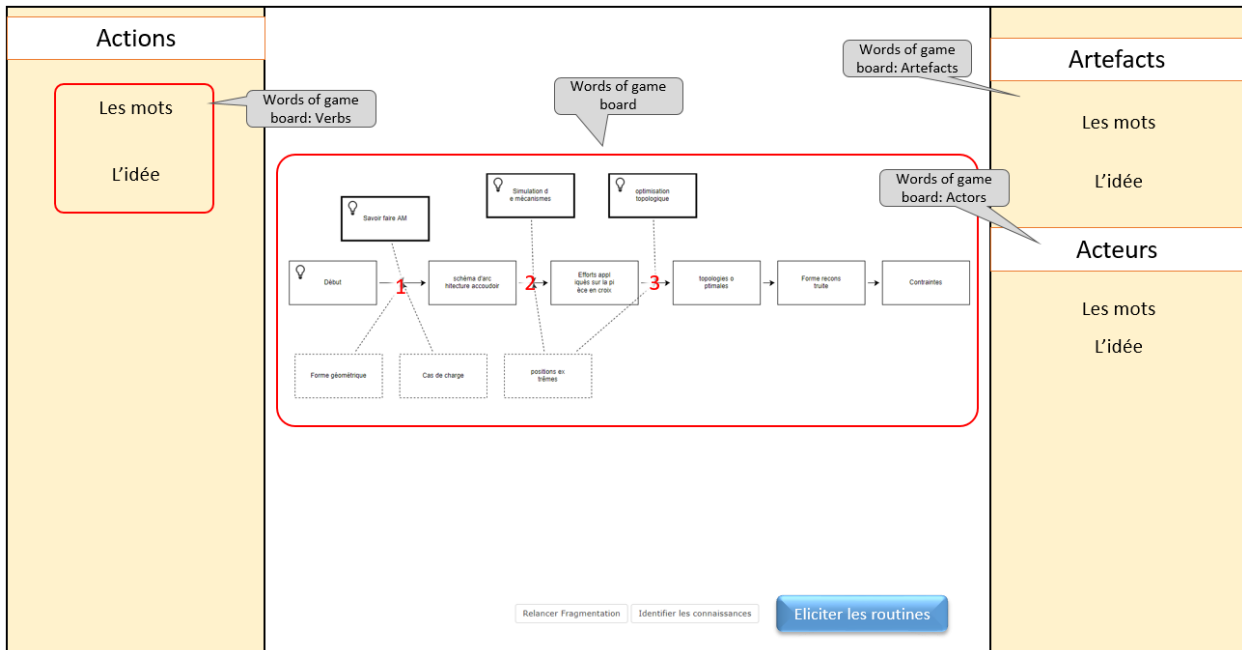 Actions
Les mots
L'idée
Words of game
board: Verbs
Words of game
board
Savoir faire AM
Simulation d
e mécanismes
optimisation
topologique
Début
1
schéma d'arc
hitecture accoudoir
2
Efforts appl
iqués sur la pi
èce en croix
3
topologies o
ptimales
Forme recons
truite
Contraintes
Forme géométrique
Cas de charge
positions ex
trêmes
Relancer Fragmentation
Identifier les connaissances
Eliciter les routines
Words of game
board: Artefacts
Artefacts
Les mots
L'idée
Words of game
board: Actors
Acteurs
Les mots
L'idée